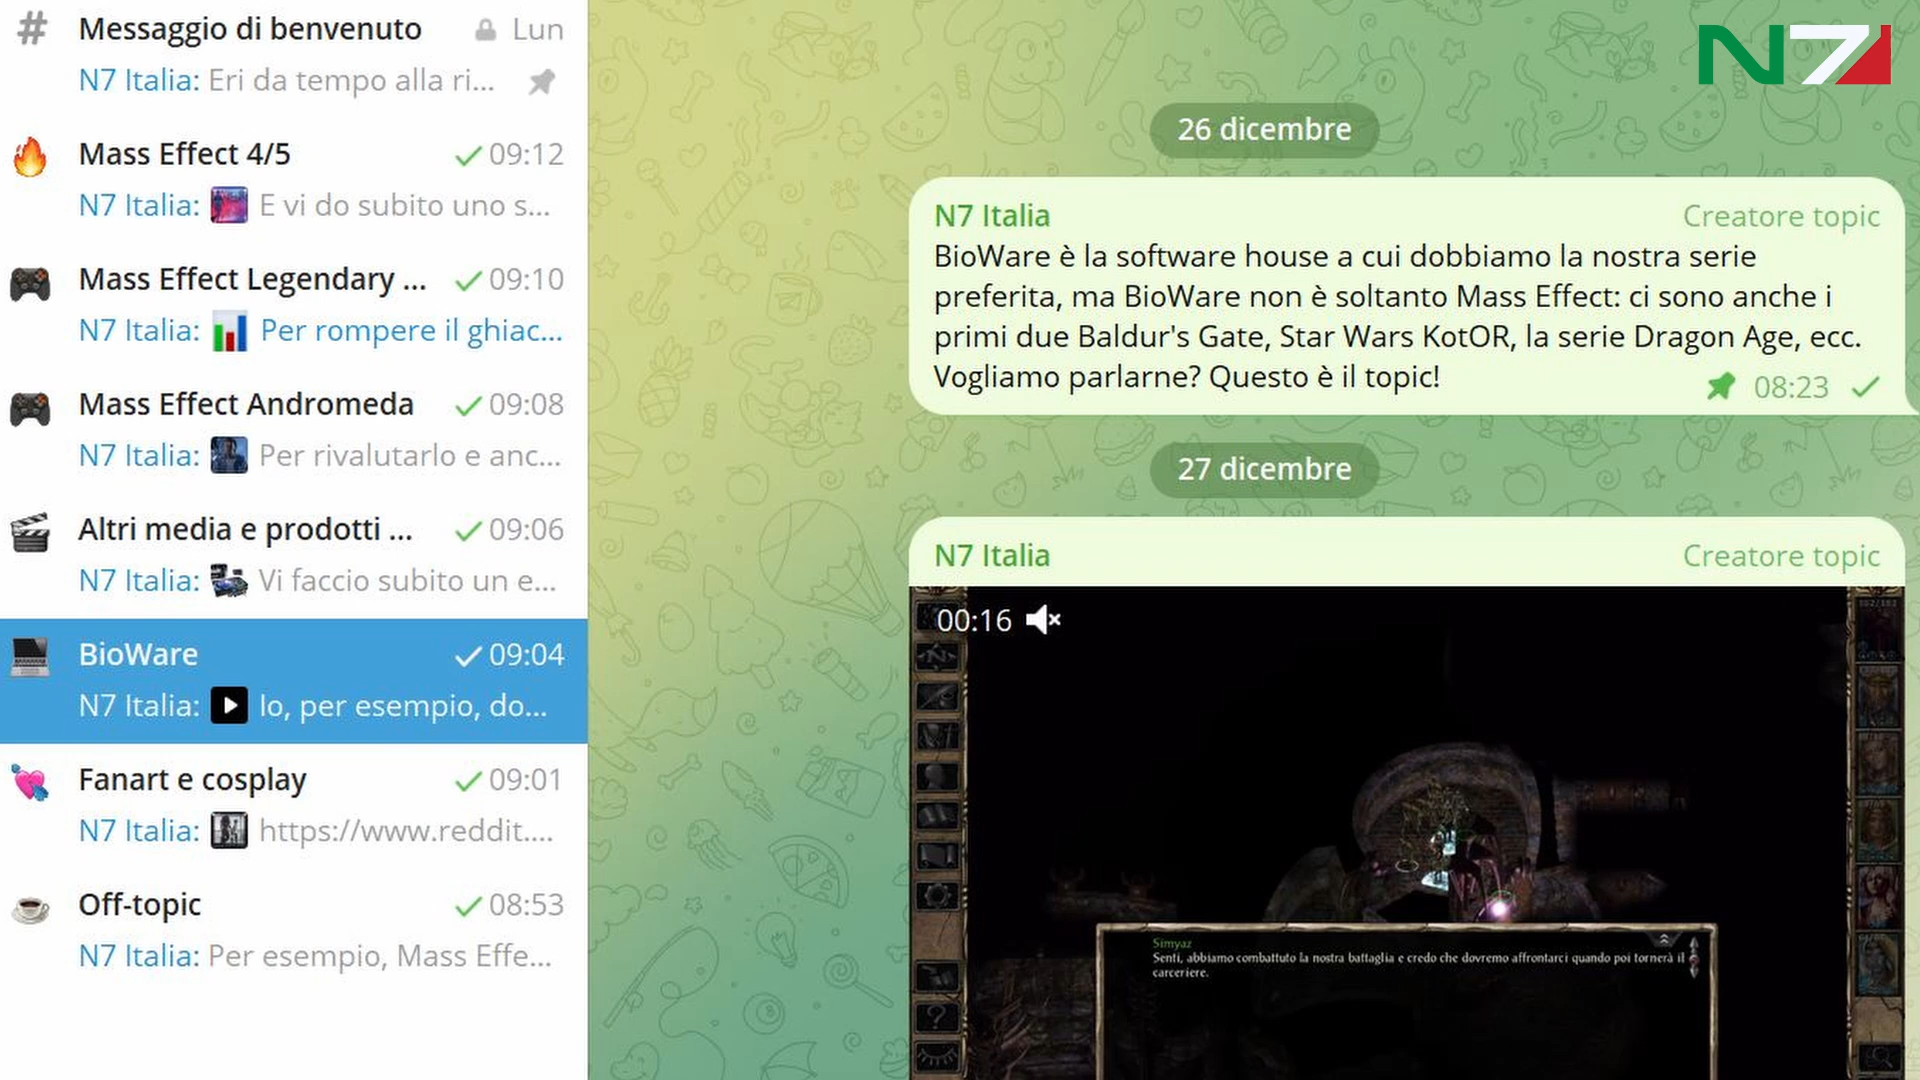 Messaggio di benvenuto Lun
N7 Italia: Eri da tempo alla ri...
Mass Effect 4/5 09:12
N7 Italia: E vi do subito uno s...
Mass Effect Legendary ... 09:10
N7 Italia: Per rompere il ghiac...
Mass Effect Andromeda 09:08
N7 Italia: Per rivalutarlo e anc...
Altri media e prodotti ... 09:06
N7 Italia: Vi faccio subito un e...
BioWare 09:04
N7 Italia: Io, per esempio, do...
Fanart e cosplay 09:01
N7 Italia: https://www.reddit....
Off-topic 08:53
N7 Italia: Per esempio, Mass Effe...
N7
26 dicembre
N7 Italia Creatore topic
BioWare è la software house a cui dobbiamo la nostra serie
preferita, ma BioWare non è soltanto Mass Effect: ci sono anche i
primi due Baldur's Gate, Star Wars KotOR, la serie Dragon Age, ecc.
Vogliamo parlarne? Questo è il topic!
08:23
27 dicembre
N7 Italia Creatore topic
00:16
Simyaz
Senti, abbiamo combattuto la nostra battaglia e credo che dovremo affrontarci quando poi tornerà il
carceriere.